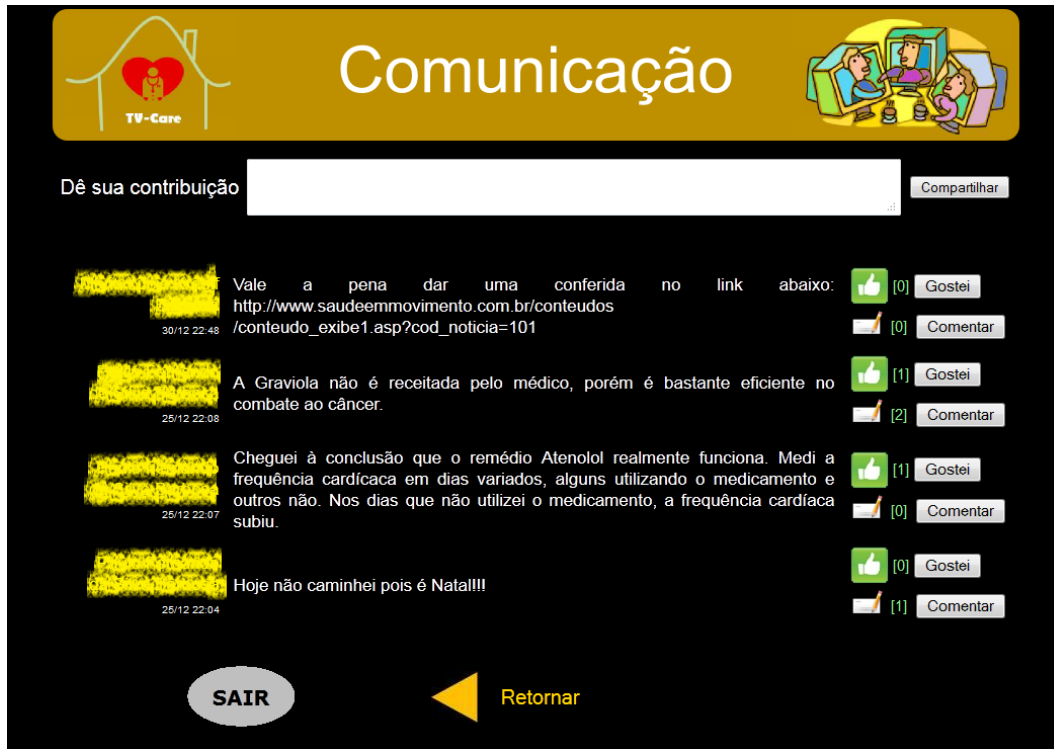 TV-Care
Comunicação
Dê sua contribuição
Compartilhar
Vale a pena dar uma conferida no link abaixo:
http://www.saudeemmovimento.com.br/conteudos
/conteudo_exibe1.asp?cod_noticia=101
30/12 22:48
[0] Gostei
[0] Comentar
A Graviola não é receitada pelo médico, porém é bastante eficiente no
combate ao câncer.
25/12 22:08
[1] Gostei
[2] Comentar
Cheguei à conclusão que o remédio Atenolol realmente funciona. Medi a
frequência cardícaca em dias variados, alguns utilizando o medicamento e
outros não. Nos dias que não utilizei o medicamento, a frequência cardíaca
subiu.
25/12 22:07
[1] Gostei
[0] Comentar
Hoje não caminhei pois é Natal!!!
25/12 22:04
[0] Gostei
[1] Comentar
SAIR
Retornar